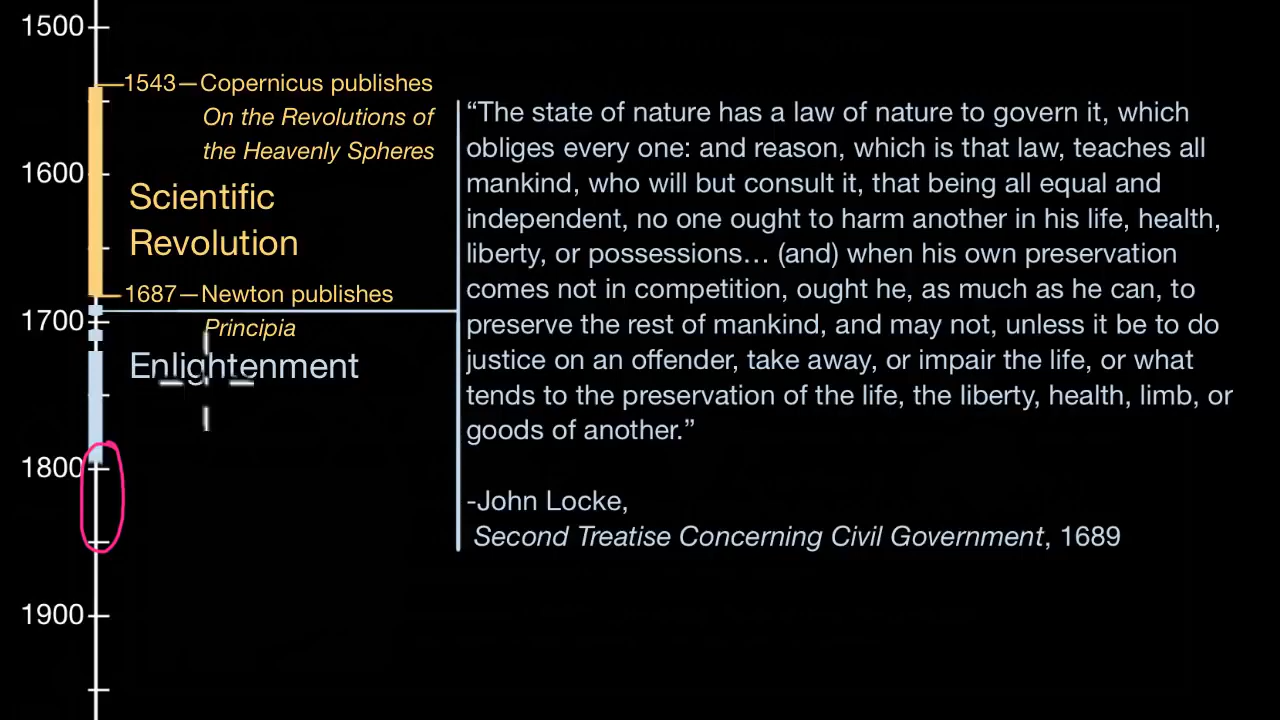 1500
1543—Copernicus publishes
On the Revolutions of
the Heavenly Spheres
1600
Scientific
Revolution
1687—Newton publishes
Principia
1700
Enlightenment
1800
1900
“The state of nature has a law of nature to govern it, which
obliges every one: and reason, which is that law, teaches all
mankind, who will but consult it, that being all equal and
independent, no one ought to harm another in his life, health,
liberty, or possessions… (and) when his own preservation
comes not in competition, ought he, as much as he can, to
preserve the rest of mankind, and may not, unless it be to do
justice on an offender, take away, or impair the life, or what
tends to the preservation of the life, the liberty, health, limb, or
goods of another.”
-John Locke,
Second Treatise Concerning Civil Government, 1689